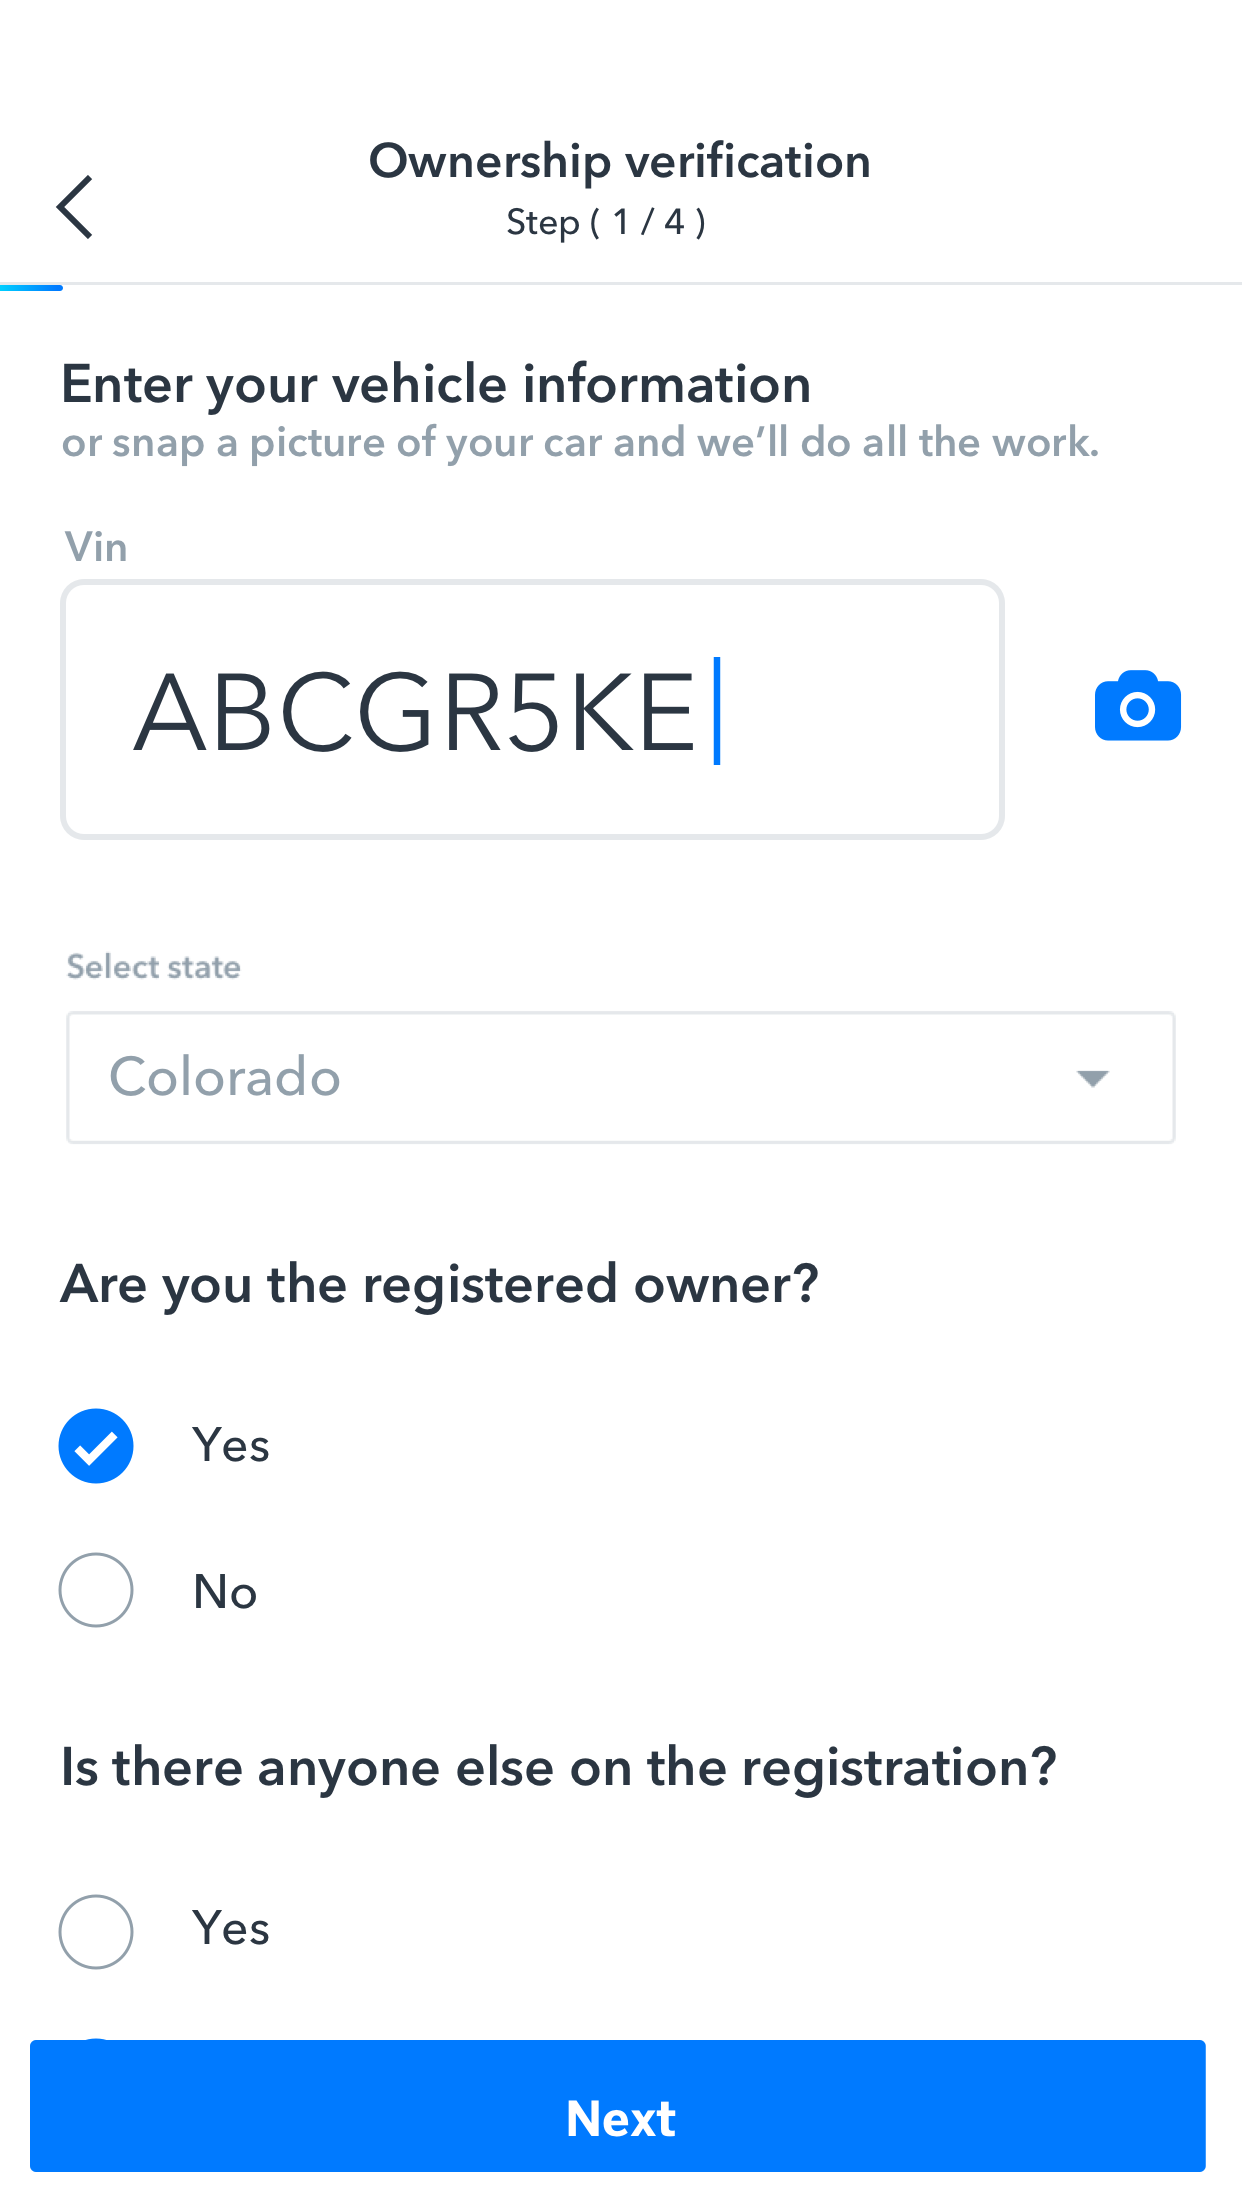 Ownership verification
Step ( 1 / 4 )
Enter your vehicle information
or snap a picture of your car and we’ll do all the work.
Vin
ABCGR5KE
Select state
Colorado
Are you the registered owner?
Yes
No
Is there anyone else on the registration?
Yes
Next